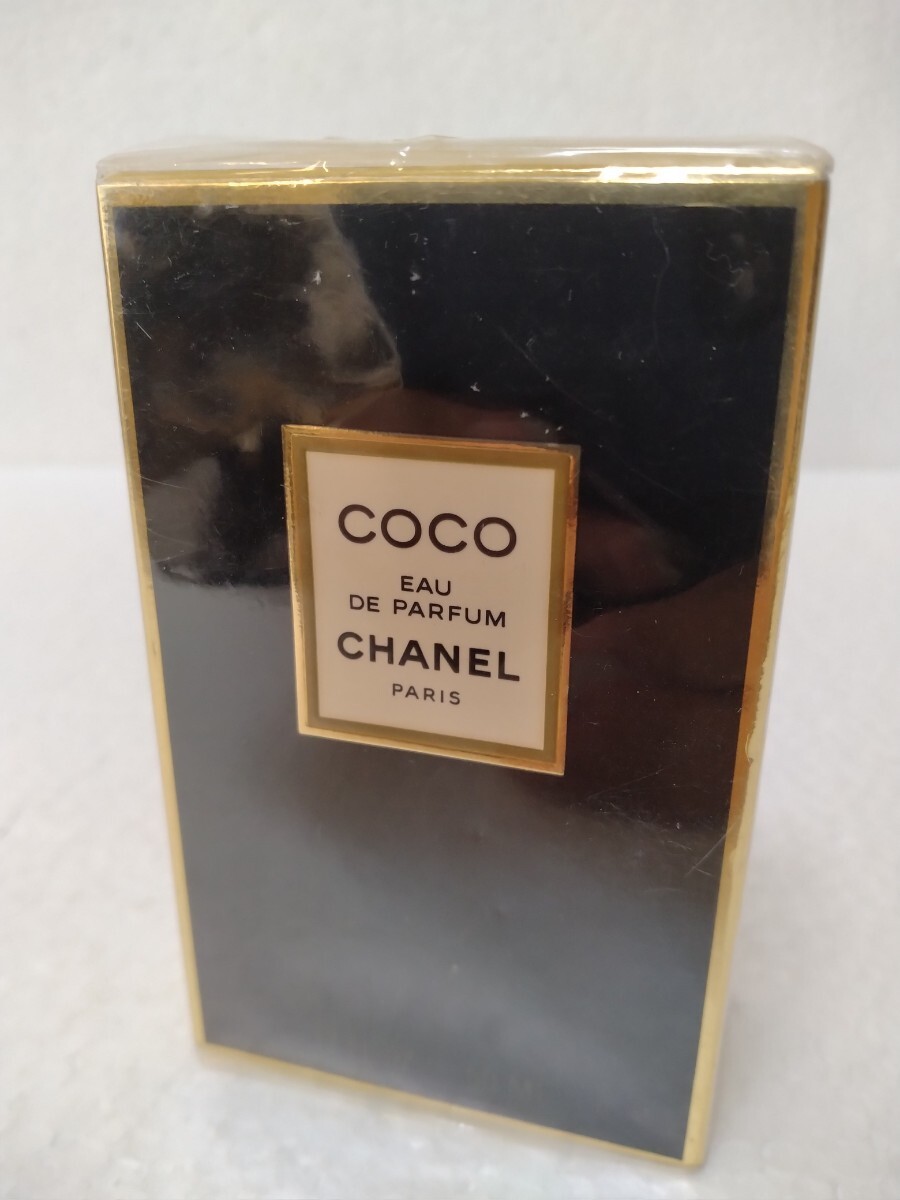 COCO
EAU
DE PARFUM
CHANEL
PARIS